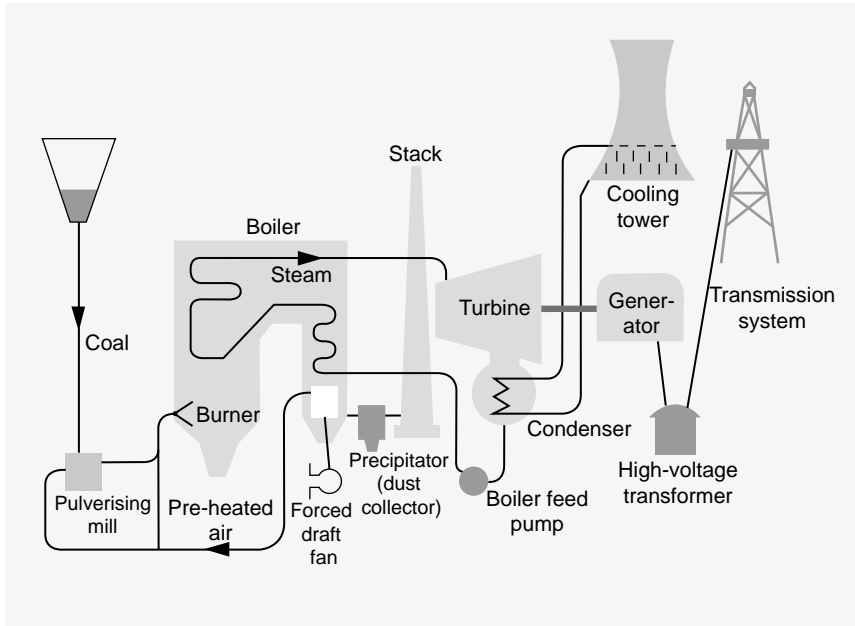 Stack
Cooling
tower
Boiler
Steam
Turbine
Gener-
ator
Transmission
system
Coal
Burner
Condenser
Pulverising
mill
Pre-heated
air
Forced
draft
fan
Precipitator
(dust
collector)
Boiler feed
pump
High-voltage
transformer